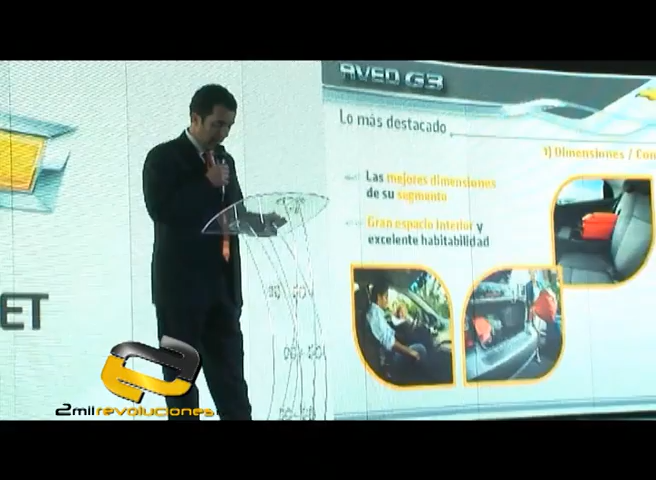 AVEO G3
Lo más destacado
1) Dimensiones / Con
Las mejores dimensiones
de su segmento
Gran espacio interior y
excelente habitabilidad
ET
2milrevoluciones